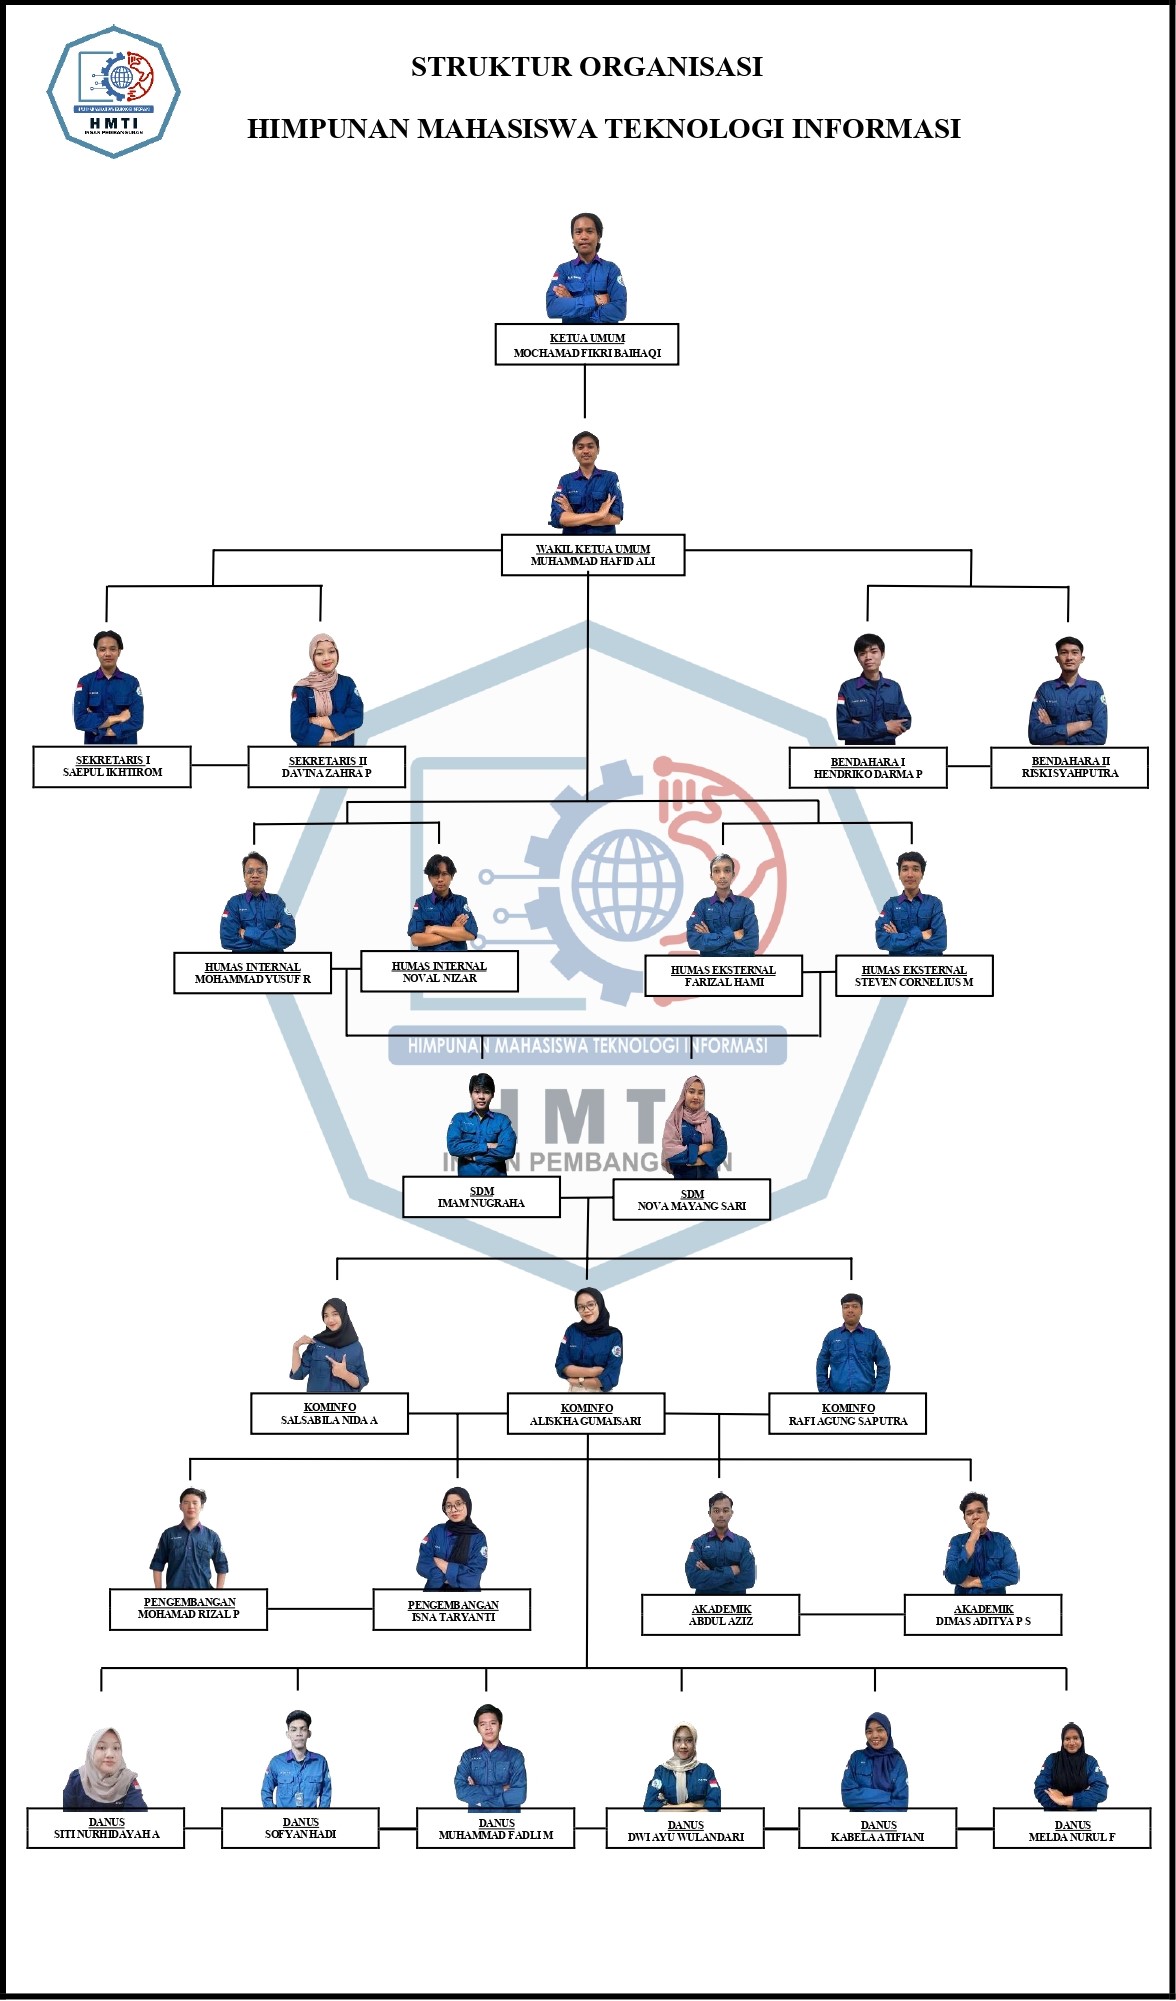 STRUKTUR ORGANISASI
HIMPUNAN MAHASISWA TEKNOLOGI INFORMASI
HMTI
INSAN PEMBANGUNAN
KETUA UMUM
MOCHAMAD FIKRI BAIHAQI
WAKIL KETUA UMUM
MUHAMMAD HAFID ALI
SEKRETARIS I
SAEPUL IKHTIROM
SEKRETARIS II
DAVINA ZAHRA P
BENDAHARA I
HENDRIKO DARMA P
BENDAHARA II
RISKI SYAHPUTRA
HUMAS INTERNAL
MOHAMMAD YUSUF R
HUMAS INTERNAL
NOVAL NIZAR
HUMAS EKSTERNAL
FARIZAL HAMI
HUMAS EKSTERNAL
STEVEN CORNELIUS M
HIMPUNAN MAHASISWA TEKNOLOGI INFORMASI
SDM
IMAM NUGRAHA
SDM
NOVA MAYANG SARI
KOMINFO
SALSABILA NIDA A
KOMINFO
ALISKHA GUMAISARI
KOMINFO
RAFI AGUNG SAPUTRA
PENGEMBANGAN
MOHAMAD RIZAL P
PENGEMBANGAN
ISNA TARYANTI
AKADEMIK
ABDUL AZIZ
AKADEMIK
DIMAS ADITYA P S
DANUS
SITI NURHIDAYAH A
DANUS
SOFYAN HADI
DANUS
MUHAMMAD FADLI M
DANUS
DWI AYU WULANDARI
DANUS
KABELA ATIFIANI
DANUS
MELDA NURUL F